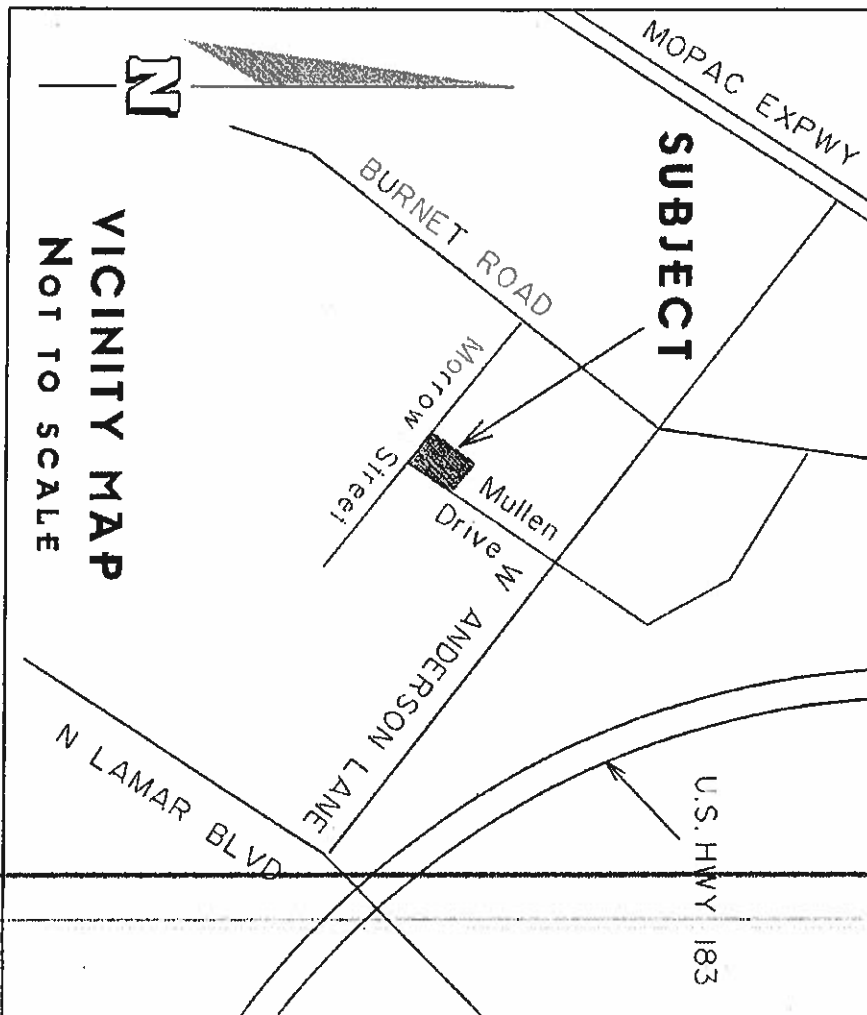 MOPAC EXPWY
SUBJECT
BURNET ROAD
N
VICINITY MAP
NOT TO SCALE
Morrow Street
Mullen
Drive
W ANDERSON LANE
N LAMAR BLVD
U.S. HWY 183